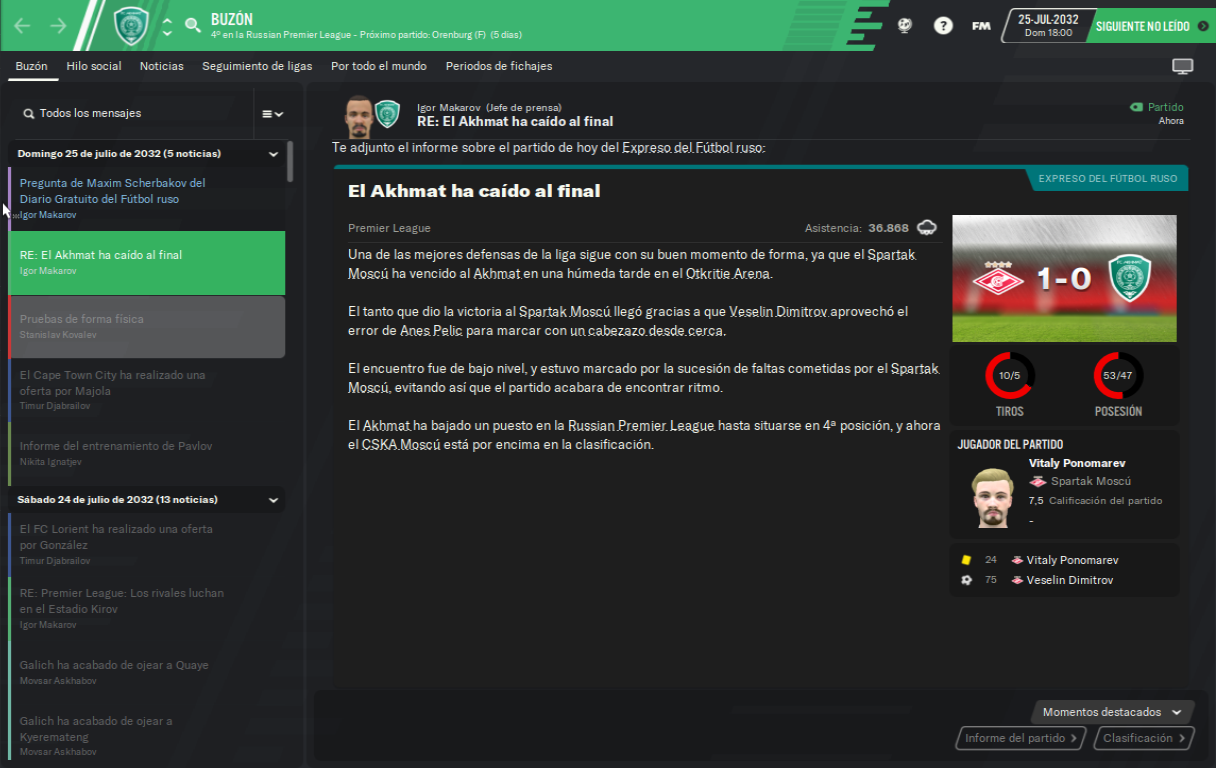 BUZÓN
4º en la Russian Premier League - Próximo partido: Orenburg (F) (5 días)
?
FM
25-JUL-2032
Dom 18:00
SIGUIENTE NO LEÍDO
Buzón
Hilo social
Noticias
Seguimiento de ligas
Por todo el mundo
Periodos de fichajes
Todos los mensajes
Domingo 25 de julio de 2032 (5 noticias)
Pregunta de Maxim Scherbakov del
Diario Gratuito del Fútbol ruso
Igor Makarov
RE: El Akhmat ha caído al final
Igor Makarov
Pruebas de forma física
Stanislav Kovalev
El Cape Town City ha realizado una
oferta por Majola
Timur Djabrailov
Informe del entrenamiento de Pavlov
Nikita Ignatjev
Sábado 24 de julio de 2032 (13 noticias)
El FC Lorient ha realizado una oferta
por González
Timur Djabrailov
RE: Premier League: Los rivales luchan
en el Estadio Kirov
Igor Makarov
Galich ha acabado de ojear a Quaye
Movsar Askhabov
Galich ha acabado de ojear a
Kyeremateng
Movsar Askhabov
Igor Makarov (Jefe de prensa)
RE: El Akhmat ha caído al final
Partido
Ahora
Te adjunto el informe sobre el partido de hoy del Expreso del Fútbol ruso:
EXPRESO DEL FÚTBOL RUSO
El Akhmat ha caído al final
Premier League
Asistencia: 36.868
Una de las mejores defensas de la liga sigue con su buen momento de forma, ya que el Spartak
Moscú ha vencido al Akhmat en una húmeda tarde en el Otkritie Arena.
El tanto que dio la victoria al Spartak Moscú llegó gracias a que Veselin Dimitrov aprovechó el
error de Anes Pelic para marcar con un cabezazo desde cerca.
El encuentro fue de bajo nivel, y estuvo marcado por la sucesión de faltas cometidas por el Spartak
Moscú, evitando así que el partido acabara de encontrar ritmo.
El Akhmat ha bajado un puesto en la Russian Premier League hasta situarse en 4ª posición, y ahora
el CSKA Moscú está por encima en la clasificación.
1-0
10/5
TIROS
53/47
POSESIÓN
JUGADOR DEL PARTIDO
Vitaly Ponomarev
Spartak Moscú
7,5 Calificación del partido
-
24 Vitaly Ponomarev
75 Veselin Dimitrov
Momentos destacados
Informe del partido
Clasificación